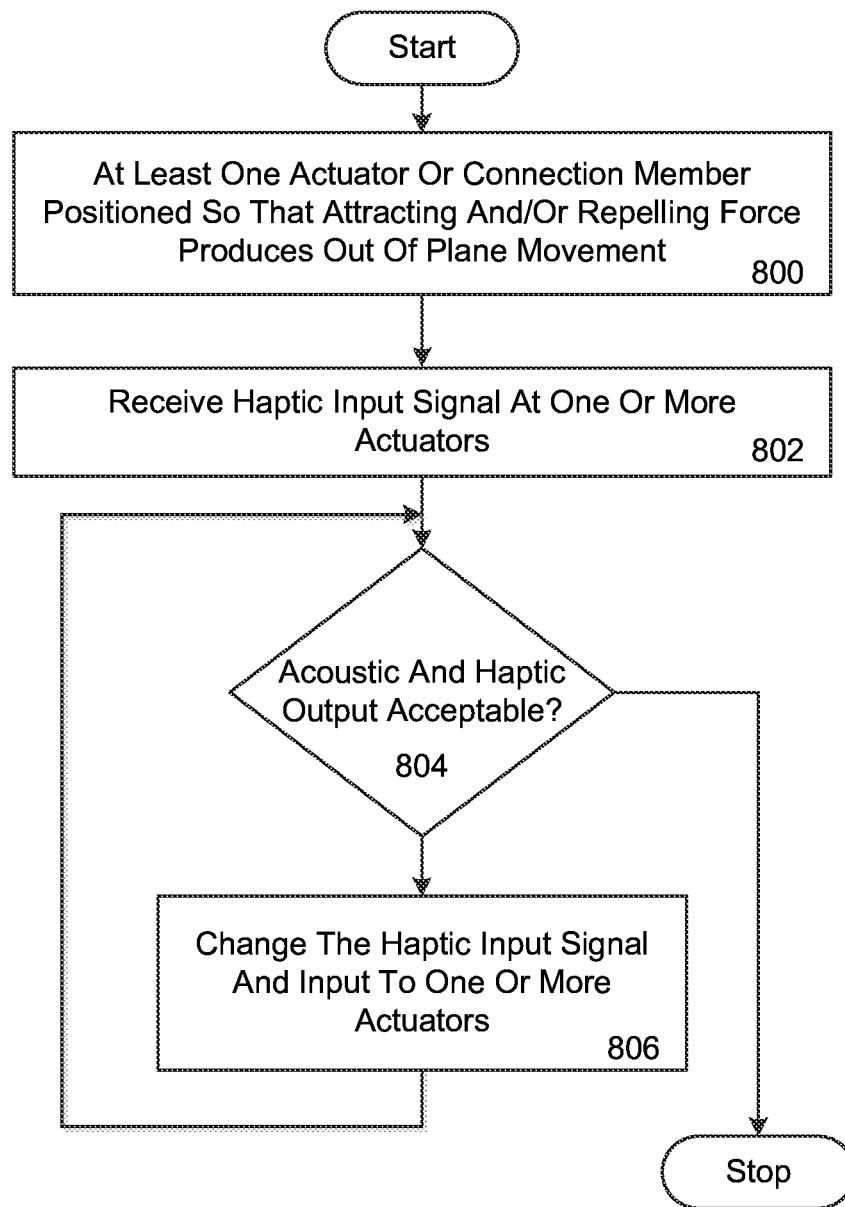 Start
At Least One Actuator Or Connection Member
Positioned So That Attracting And/Or Repelling Force
Produces Out Of Plane Movement
800
Receive Haptic Input Signal At One Or More
Actuators
802
Acoustic And Haptic
Output Acceptable?
804
Change The Haptic Input Signal
And Input To One Or More
Actuators
806
Stop